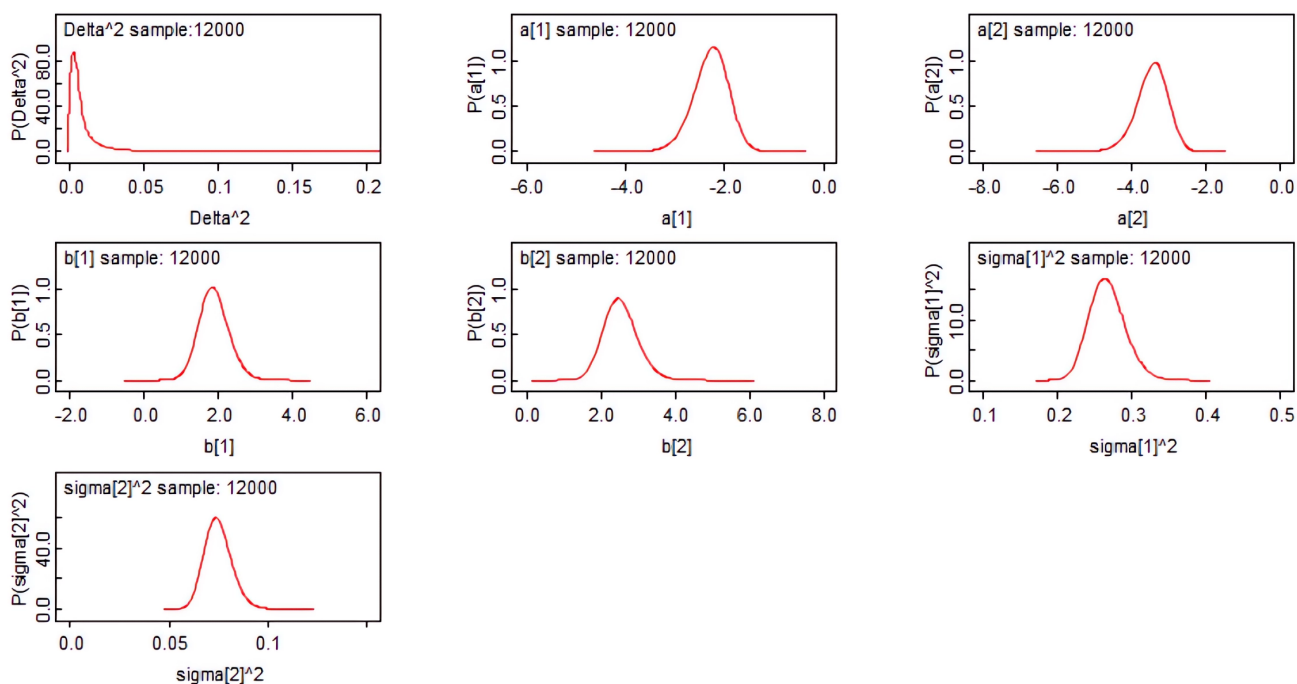 Delta^2 sample:12000
P(Delta^2)
0.0 40.0 80.0
0.0 0.05 0.1 0.15 0.2
Delta^2
a[1] sample: 12000
P(a[1])
0.0 0.5 1.0
-6.0 -4.0 -2.0 0.0
a[1]
a[2] sample: 12000
P(a[2])
0.0 0.5 1.0
-8.0 -6.0 -4.0 -2.0 0.0
a[2]
b[1] sample: 12000
P(b[1])
0.0 0.5 1.0
-2.0 0.0 2.0 4.0 6.0
b[1]
b[2] sample: 12000
P(b[2])
0.0 0.5 1.0
0.0 2.0 4.0 6.0 8.0
b[2]
sigma[1]^2 sample: 12000
P(sigma[1]^2)
0.0 10.0
0.1 0.2 0.3 0.4 0.5
sigma[1]^2
sigma[2]^2 sample: 12000
P(sigma[2]^2)
0.0 40.0
0.0 0.05 0.1
sigma[2]^2